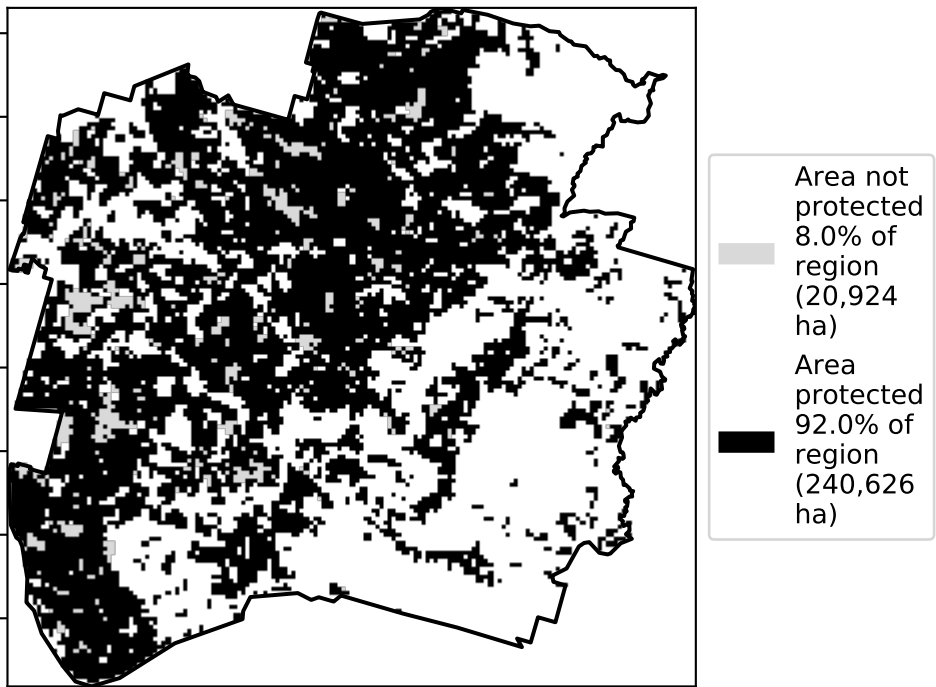 Area not
protected
8.0% of
region
(20,924
ha)
Area
protected
92.0% of
region
(240,626
ha)